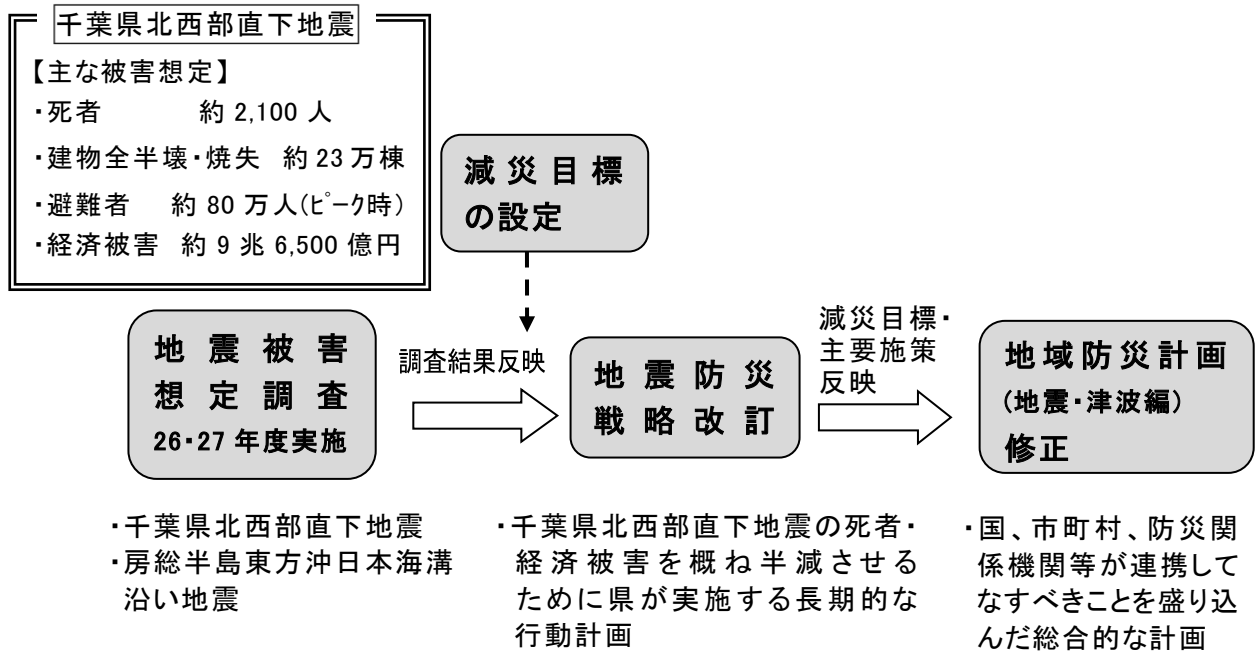 千葉県北西部直下地震
【主な被害想定】
・死者 約 2,100 人
・建物全半壊・焼失 約 23 万棟
・避難者 約 80 万人(ピーク時)
・経済被害 約 9 兆 6,500 億円
減災目標
の設定
地震被害
想定調査
26・27 年度実施
調査結果反映
地震防災
戦略改訂
減災目標・
主要施策
反映
地域防災計画
(地震・津波編)
修正
・千葉県北西部直下地震
・房総半島東方沖日本海溝
沿い地震
・千葉県北西部直下地震の死者・
経済被害を概ね半減させる
ために県が実施する長期的な
行動計画
・国、市町村、防災関
係機関等が連携して
なすべきことを盛り込
んだ総合的な計画